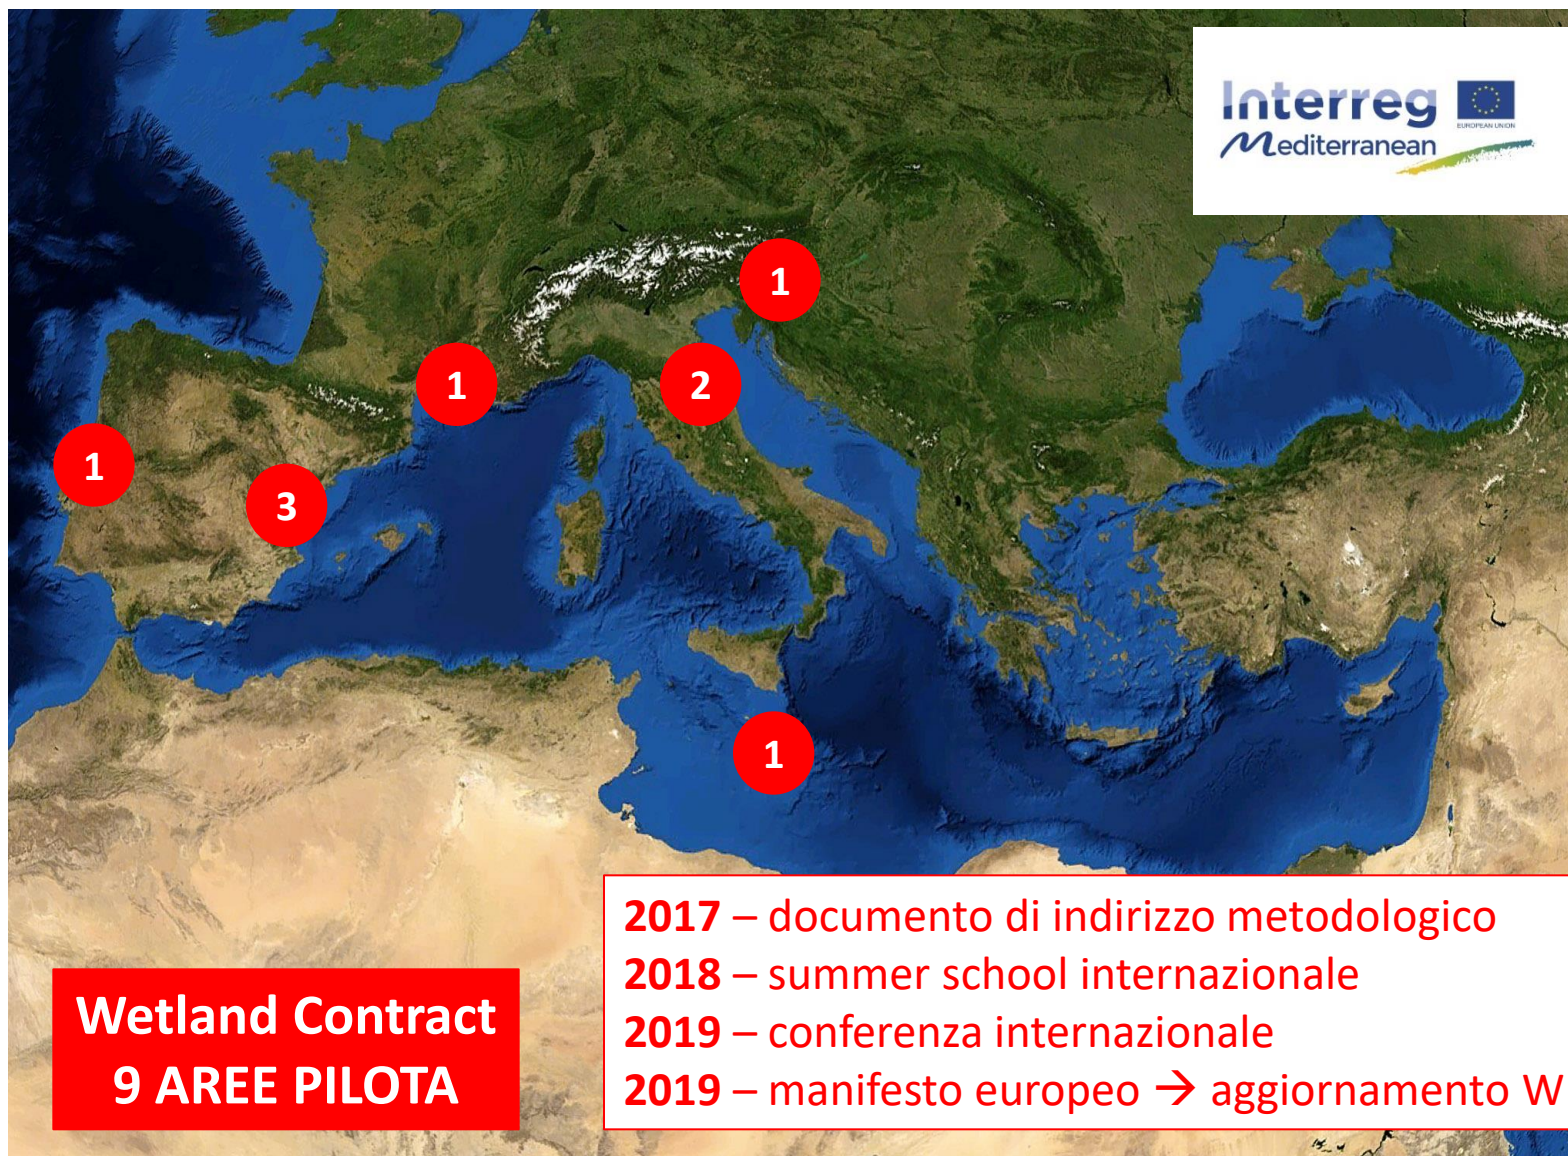 Interreg
EUROPEAN UNION
Mediterranean
1
1
2
1
3
1
2017 – documento di indirizzo metodologico
2018 – summer school internazionale
2019 – conferenza internazionale
2019 – manifesto europeo → aggiornamento W
Wetland Contract
9 AREE PILOTA